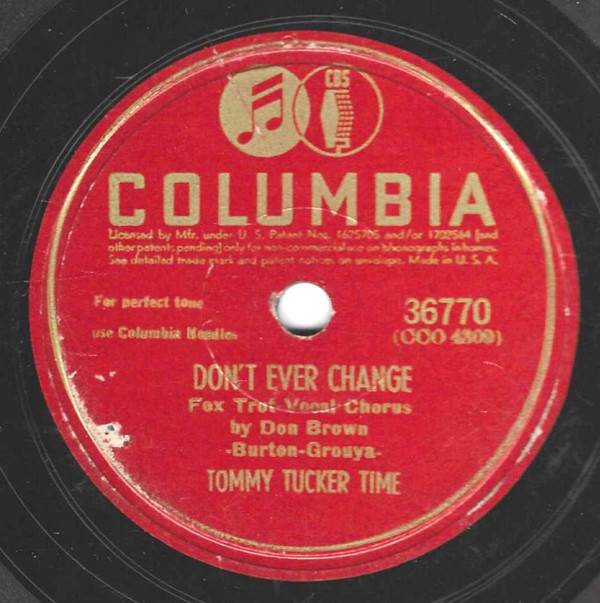 CBS
COLUMBIA
Licensed by Mfr. under U. S. Patent Nos. 1625705 and/or 1702564 [and
other patents pending] only for non-commercial use on phonographs in homes.
See detailed trade mark and patent notices on envelope. Made in U. S. A.
For perfect tone
use Columbia Needles
36770
(CCO 4309)
DON'T EVER CHANGE
Fox Trot Vocal Chorus
by Don Brown
-Burton-Grouya-
TOMMY TUCKER TIME